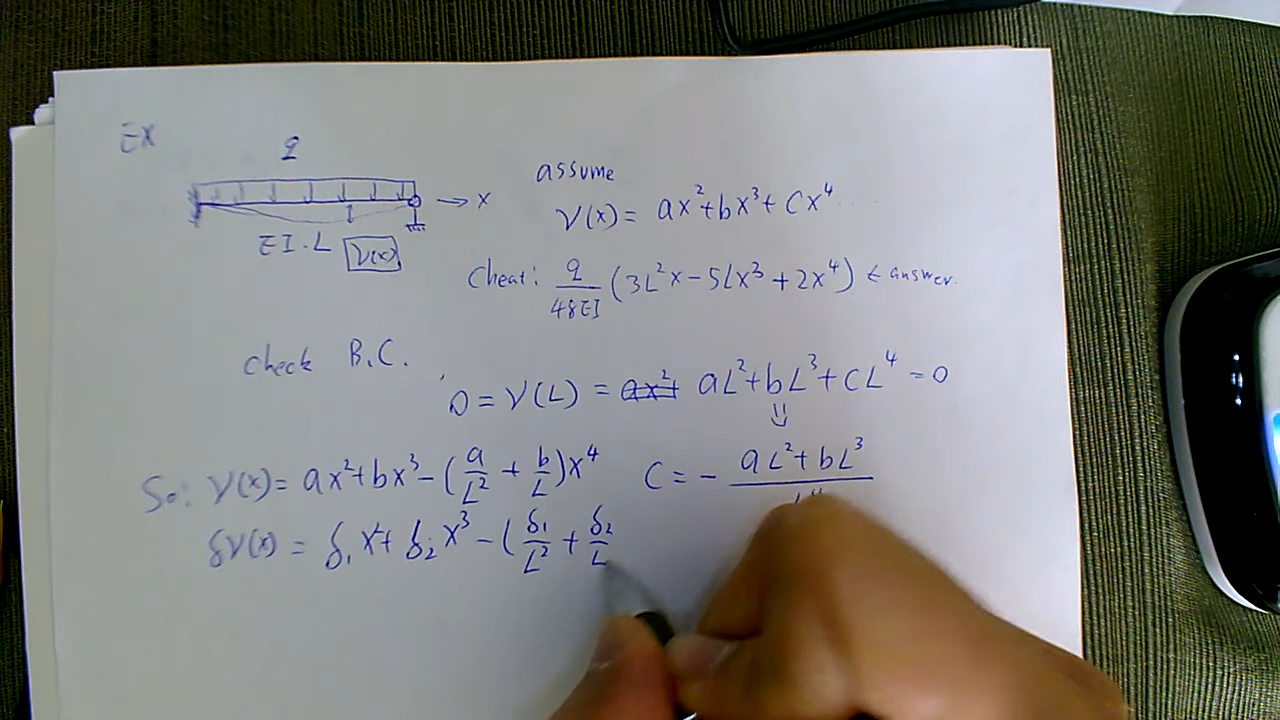 EX
q
assume
→ x
V(x) = ax²+bx³+Cx⁴
EI.L V(x)
Cheat: q/48EI (3L²x-5Lx³+2x⁴) ← answer.
check B.C.
0 = V(L) = aL²+bL³+cL⁴ = 0
⇓
So: V(x) = ax²+bx³-(a/L² + b/L)x⁴ C = - aL²+bL³/L⁴
δV(x) = δ₁x²+δ₂x³-(δ₁/L² + δ₂/L